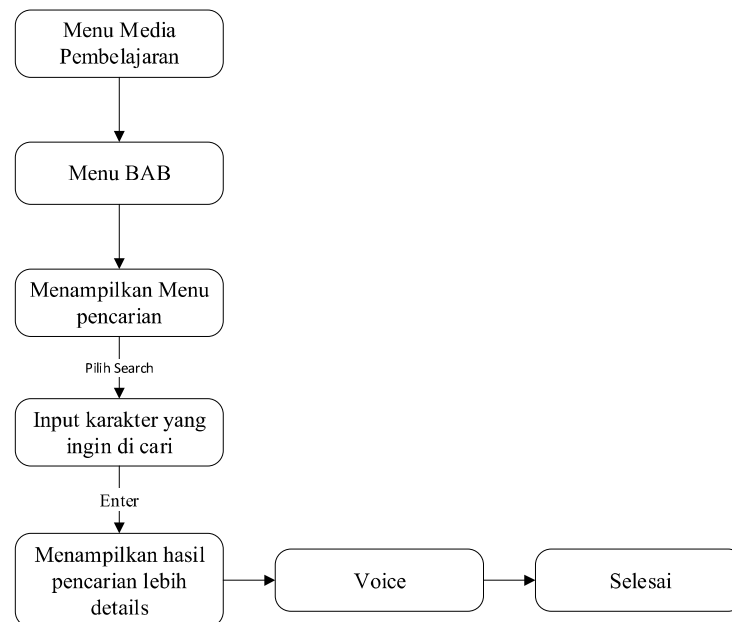 Menu Media
Pembelajaran
Menu BAB
Menampilkan Menu
pencarian
Pilih Search
Input karakter yang
ingin di cari
Enter
Menampilkan hasil
pencarian lebih
details
Voice
Selesai